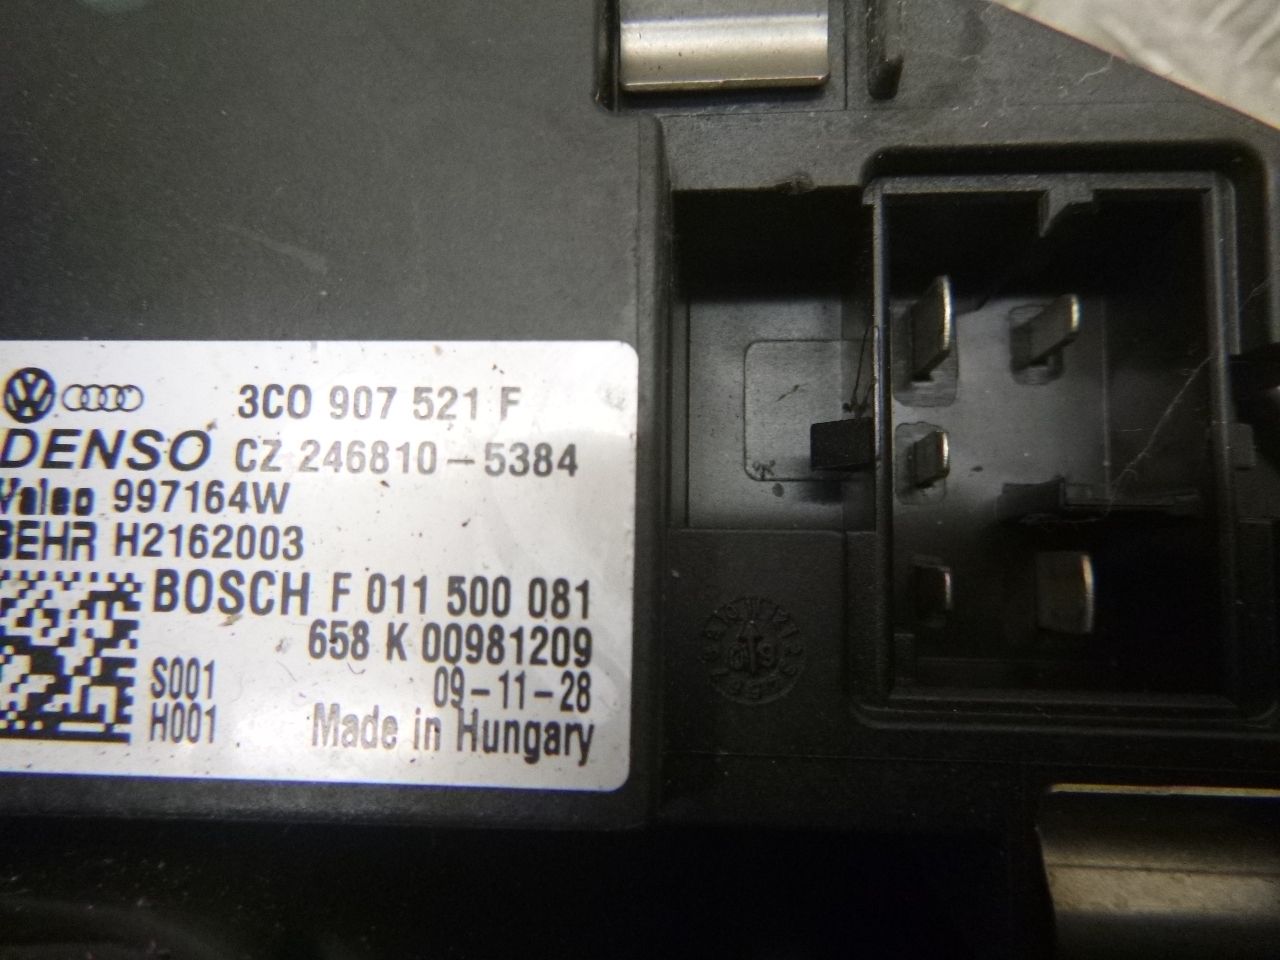 3C0 907 521 F
DENSO CZ 246810-5384
Valeo 997164W
BEHR H2162003
BOSCH F 011 500 081
658 K 00981209
S001 09-11-28
H001 Made in Hungary